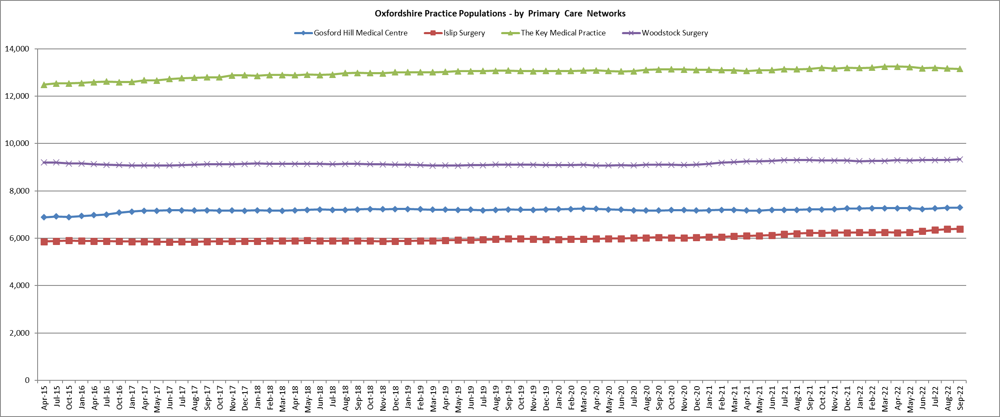 Oxfordshire Practice Populations - by Primary Care Networks
Gosford Hill Medical Centre Islip Surgery The Key Medical Practice Woodstock Surgery
14,000
12,000
10,000
8,000
6,000
4,000
2,000
0
Apr-15
Jul-15
Oct-15
Jan-16
Apr-16
Jul-16
Oct-16
Jan-17
Apr-17
May-17
Jun-17
Jul-17
Aug-17
Sep-17
Oct-17
Nov-17
Dec-17
Jan-18
Feb-18
Mar-18
Apr-18
May-18
Jun-18
Jul-18
Aug-18
Sep-18
Oct-18
Nov-18
Dec-18
Jan-19
Feb-19
Mar-19
Apr-19
May-19
Jun-19
Jul-19
Aug-19
Sep-19
Oct-19
Nov-19
Dec-19
Jan-20
Feb-20
Mar-20
Apr-20
May-20
Jun-20
Jul-20
Aug-20
Sep-20
Oct-20
Nov-20
Dec-20
Jan-21
Feb-21
Mar-21
Apr-21
May-21
Jun-21
Jul-21
Aug-21
Sep-21
Oct-21
Nov-21
Dec-21
Jan-22
Feb-22
Mar-22
Apr-22
May-22
Jun-22
Jul-22
Aug-22
Sep-22